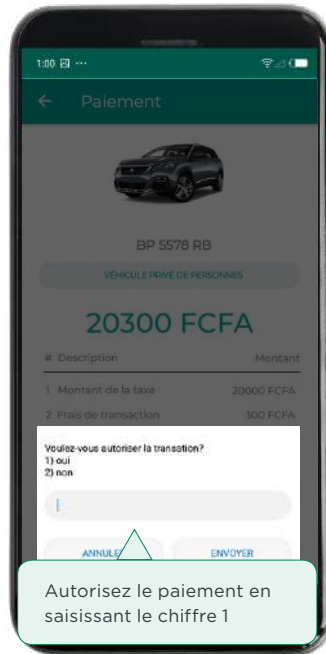 1:00
Paiement
BP 5578 RB
VÉHICULE PRIVÉ DE PERSONNES
20300 FCFA
# Description Montant
1 Montant de la taxe 20000 FCFA
2 Frais de transaction 300 FCFA
Voulez-vous autoriser la transation?
1) oui
2) non
ANNULE ENVOYER
Autorisez le paiement en
saisissant le chiffre 1